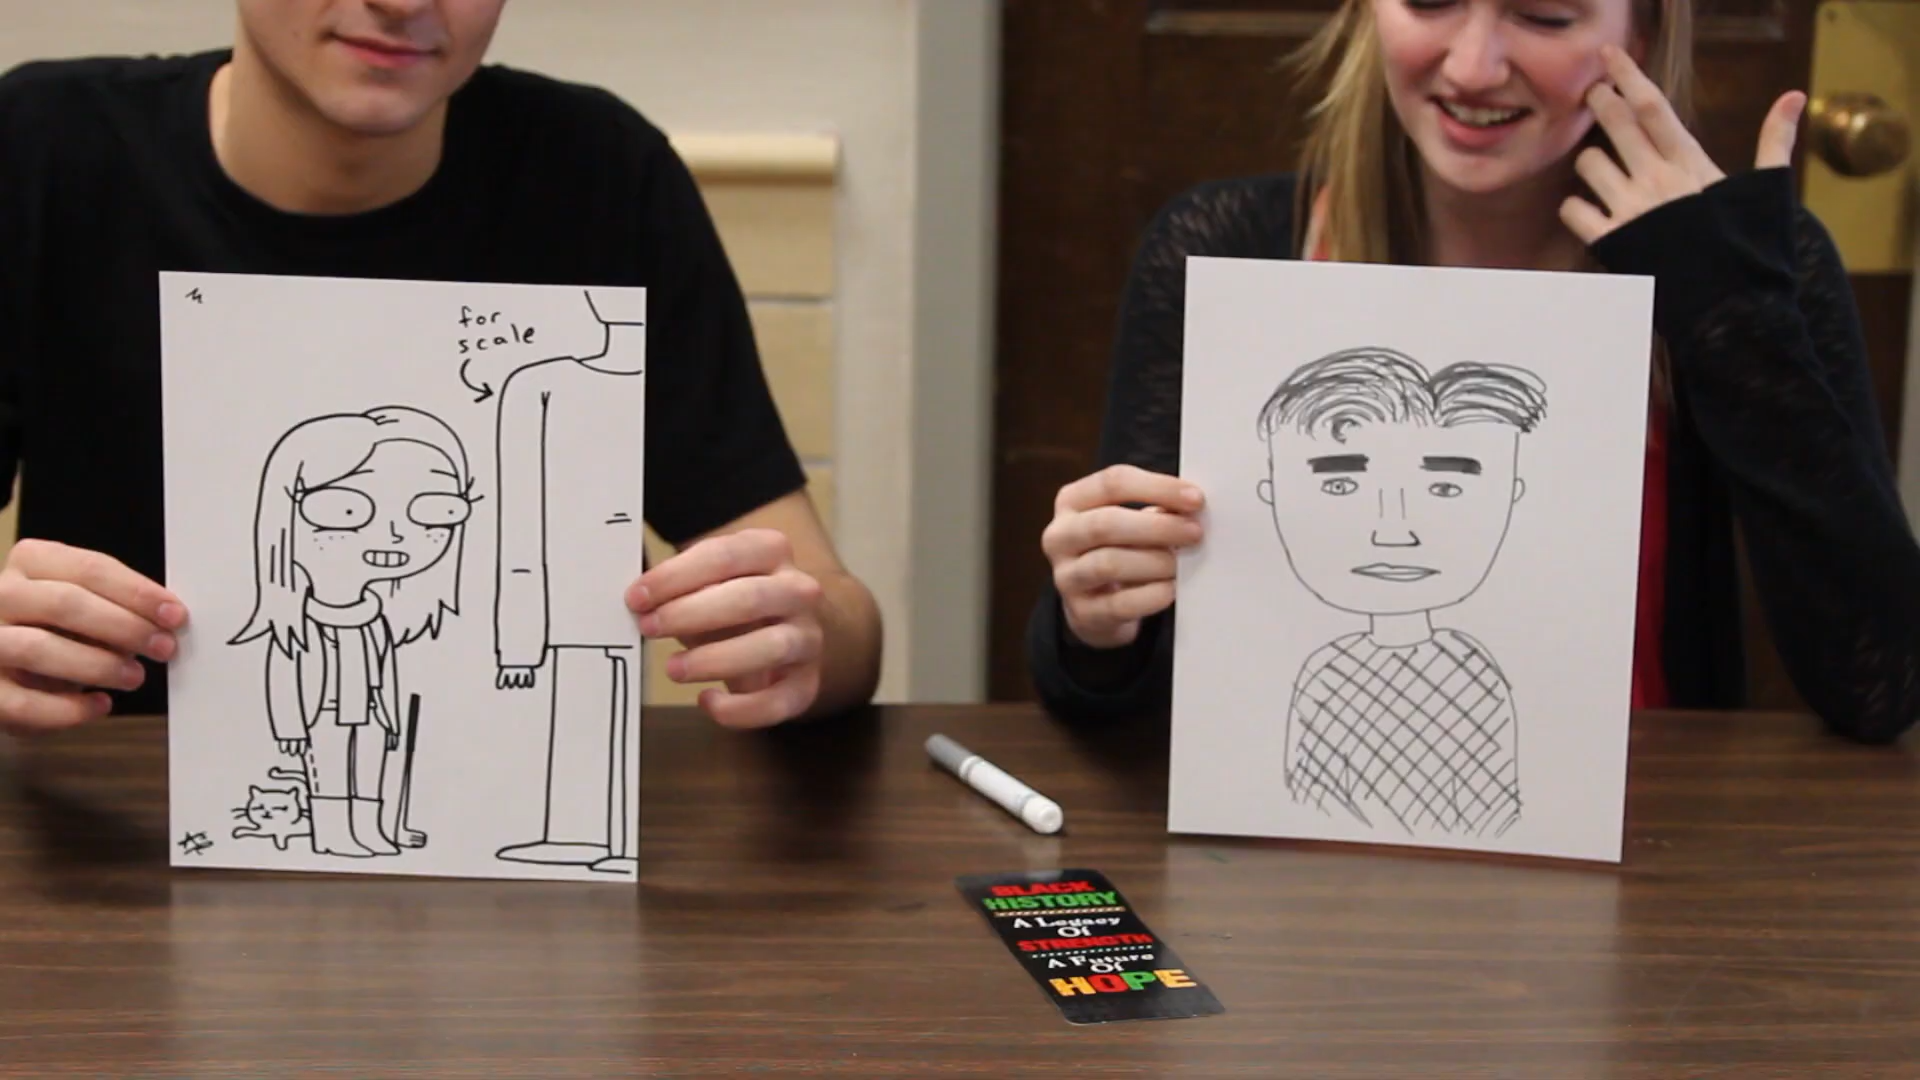 for
scale
BLACK
HISTORY
A Legacy
Of
STRENGTH
A Future
Of
HOPE